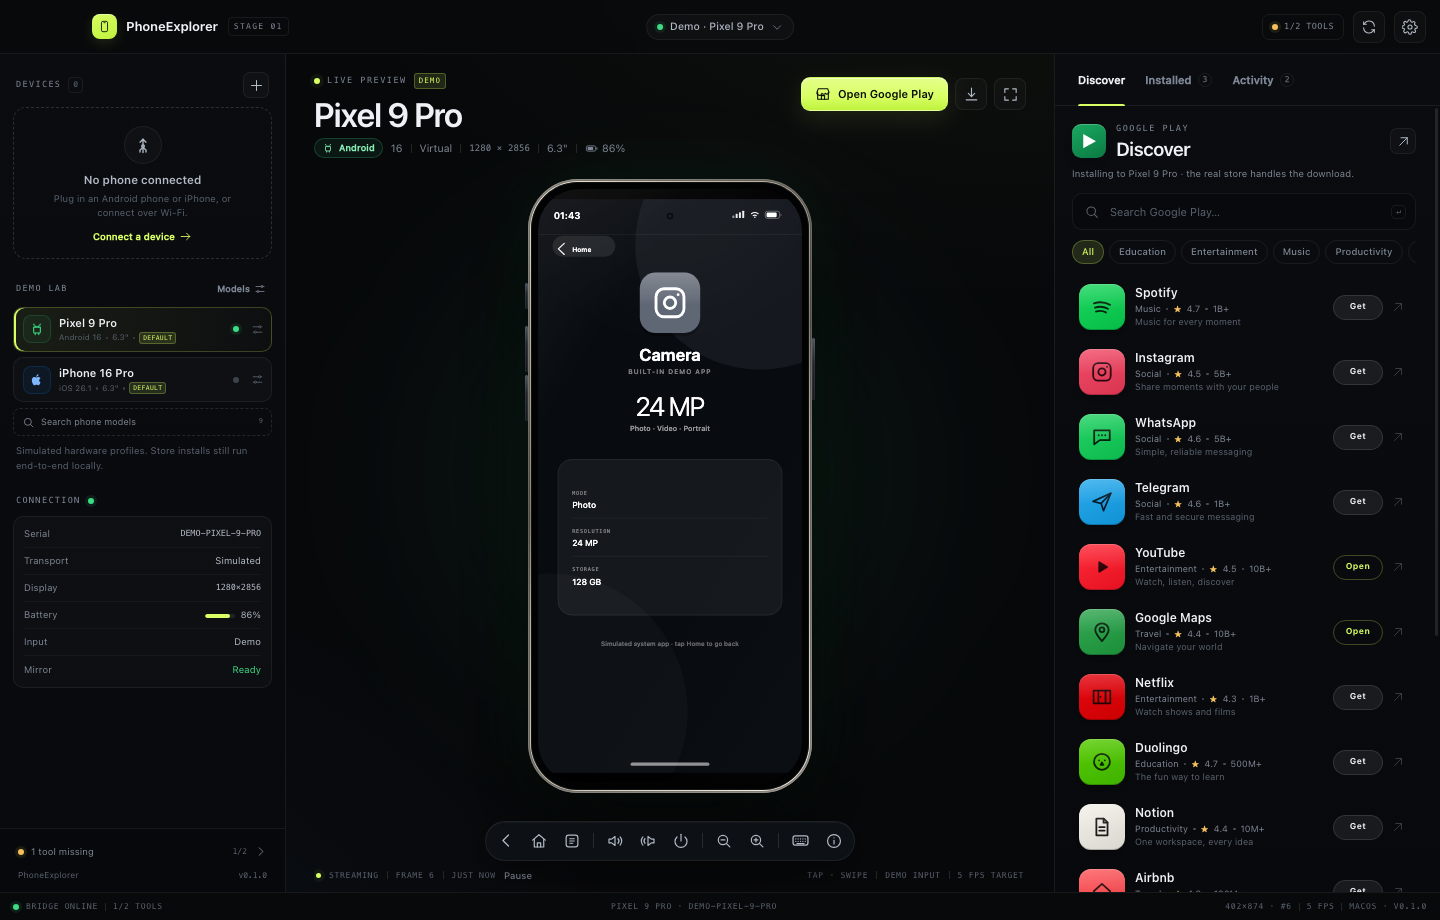 PhoneExplorer STAGE 01
Demo · Pixel 9 Pro
1/2 TOOLS
DEVICES 0
No phone connected
Plug in an Android phone or iPhone, or
connect over Wi-Fi.
Connect a device →
DEMO LAB Models
Pixel 9 Pro
Android 16 · 6.3" · DEFAULT
iPhone 16 Pro
iOS 26.1 · 6.3" · DEFAULT
Search phone models 9
Simulated hardware profiles. Store installs still run
end-to-end locally.
CONNECTION
Serial DEMO-PIXEL-9-PRO
Transport Simulated
Display 1280×2856
Battery 86%
Input Demo
Mirror Ready
1 tool missing 1/2
PhoneExplorer v0.1.0
LIVE PREVIEW DEMO
Pixel 9 Pro
Android 16 Virtual 1280 × 2856 6.3" 86%
Open Google Play
01:43
Home
Camera
BUILT-IN DEMO APP
24 MP
Photo · Video · Portrait
MODE
Photo
RESOLUTION
24 MP
STORAGE
128 GB
Simulated system app · tap Home to go back
STREAMING FRAME 6 JUST NOW Pause
TAP · SWIPE DEMO INPUT 5 FPS TARGET
Discover Installed 3 Activity 2
GOOGLE PLAY
Discover
Installing to Pixel 9 Pro · the real store handles the download.
Search Google Play...
All Education Entertainment Music Productivity
Spotify
Music · ★ 4.7 · 1B+
Music for every moment
Get
Instagram
Social · ★ 4.5 · 5B+
Share moments with your people
Get
WhatsApp
Social · ★ 4.6 · 5B+
Simple, reliable messaging
Get
Telegram
Social · ★ 4.6 · 1B+
Fast and secure messaging
Get
YouTube
Entertainment · ★ 4.5 · 10B+
Watch, listen, discover
Open
Google Maps
Travel · ★ 4.4 · 10B+
Navigate your world
Open
Netflix
Entertainment · ★ 4.3 · 1B+
Watch shows and films
Get
Duolingo
Education · ★ 4.7 · 500M+
The fun way to learn
Get
Notion
Productivity · ★ 4.4 · 10M+
One workspace, every idea
Get
Airbnb
Get
BRIDGE ONLINE 1/2 TOOLS
PIXEL 9 PRO · DEMO-PIXEL-9-PRO
402×874 · #6 5 FPS MACOS · V0.1.0